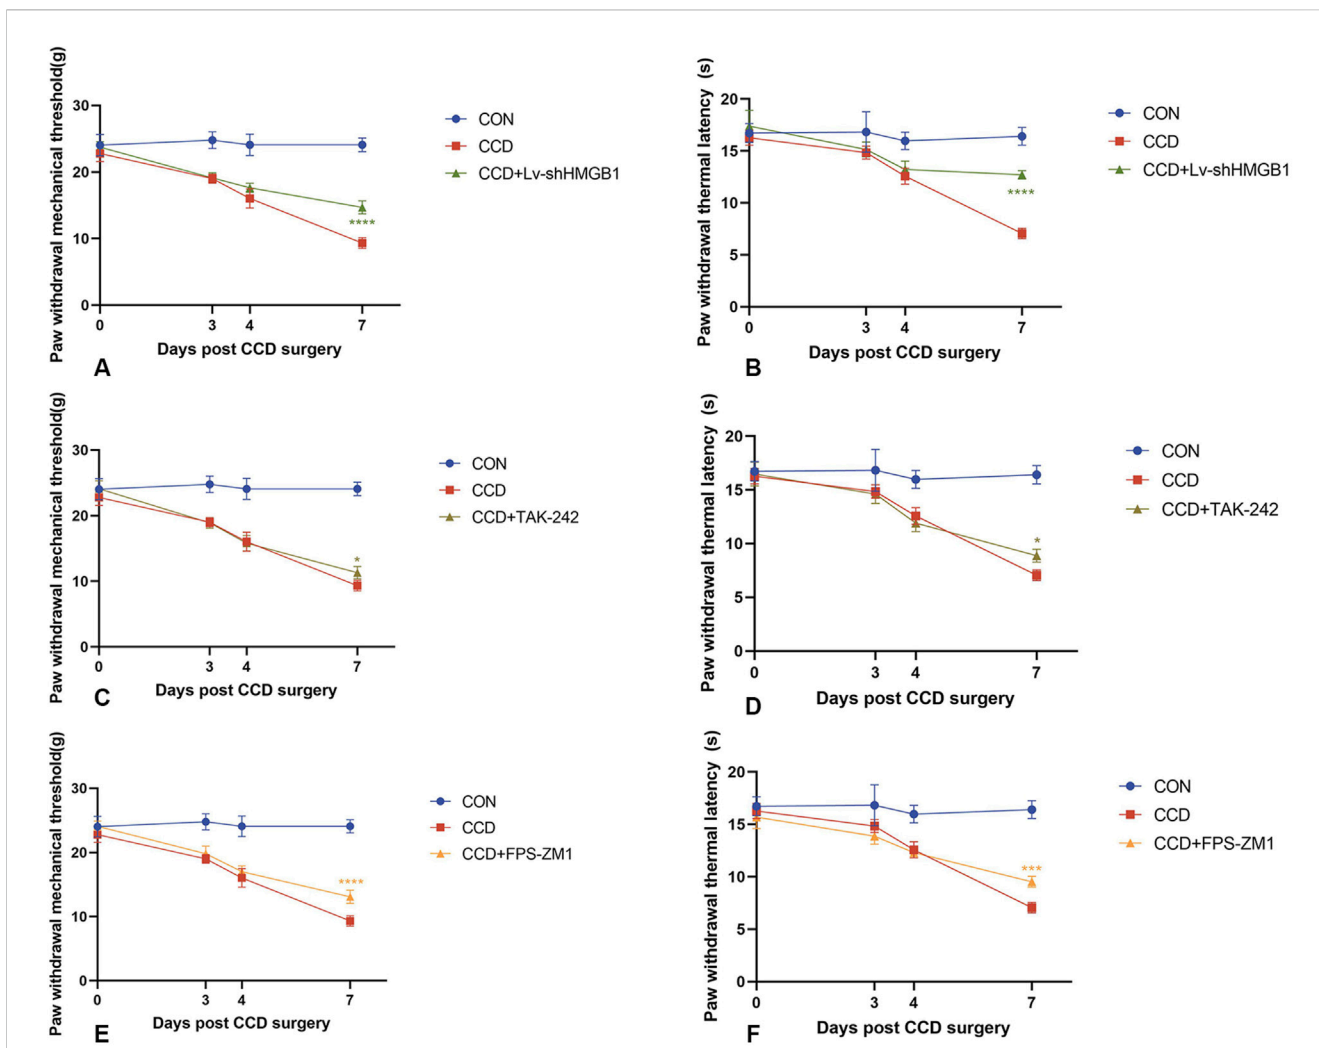 Paw withdrawal mechanical threshold(g)
30
20
10
0
0 3 4 7
Days post CCD surgery
A
CON
CCD
CCD+Lv-shHMGB1
****
Paw withdrawal thermal latency (s)
20
15
10
5
0
0 3 4 7
Days post CCD surgery
B
CON
CCD
CCD+Lv-shHMGB1
****
Paw withdrawal mechanical threshold(g)
30
20
10
0
0 3 4 7
Days post CCD surgery
C
CON
CCD
CCD+TAK-242
*
Paw withdrawal thermal latency (s)
20
15
10
5
0
0 3 4 7
Days post CCD surgery
D
CON
CCD
CCD+TAK-242
*
Paw withdrawal mechanical threshold(g)
30
20
10
0
0 3 4 7
Days post CCD surgery
E
CON
CCD
CCD+FPS-ZM1
****
Paw withdrawal thermal latency (s)
20
15
10
5
0
0 3 4 7
Days post CCD surgery
F
CON
CCD
CCD+FPS-ZM1
***